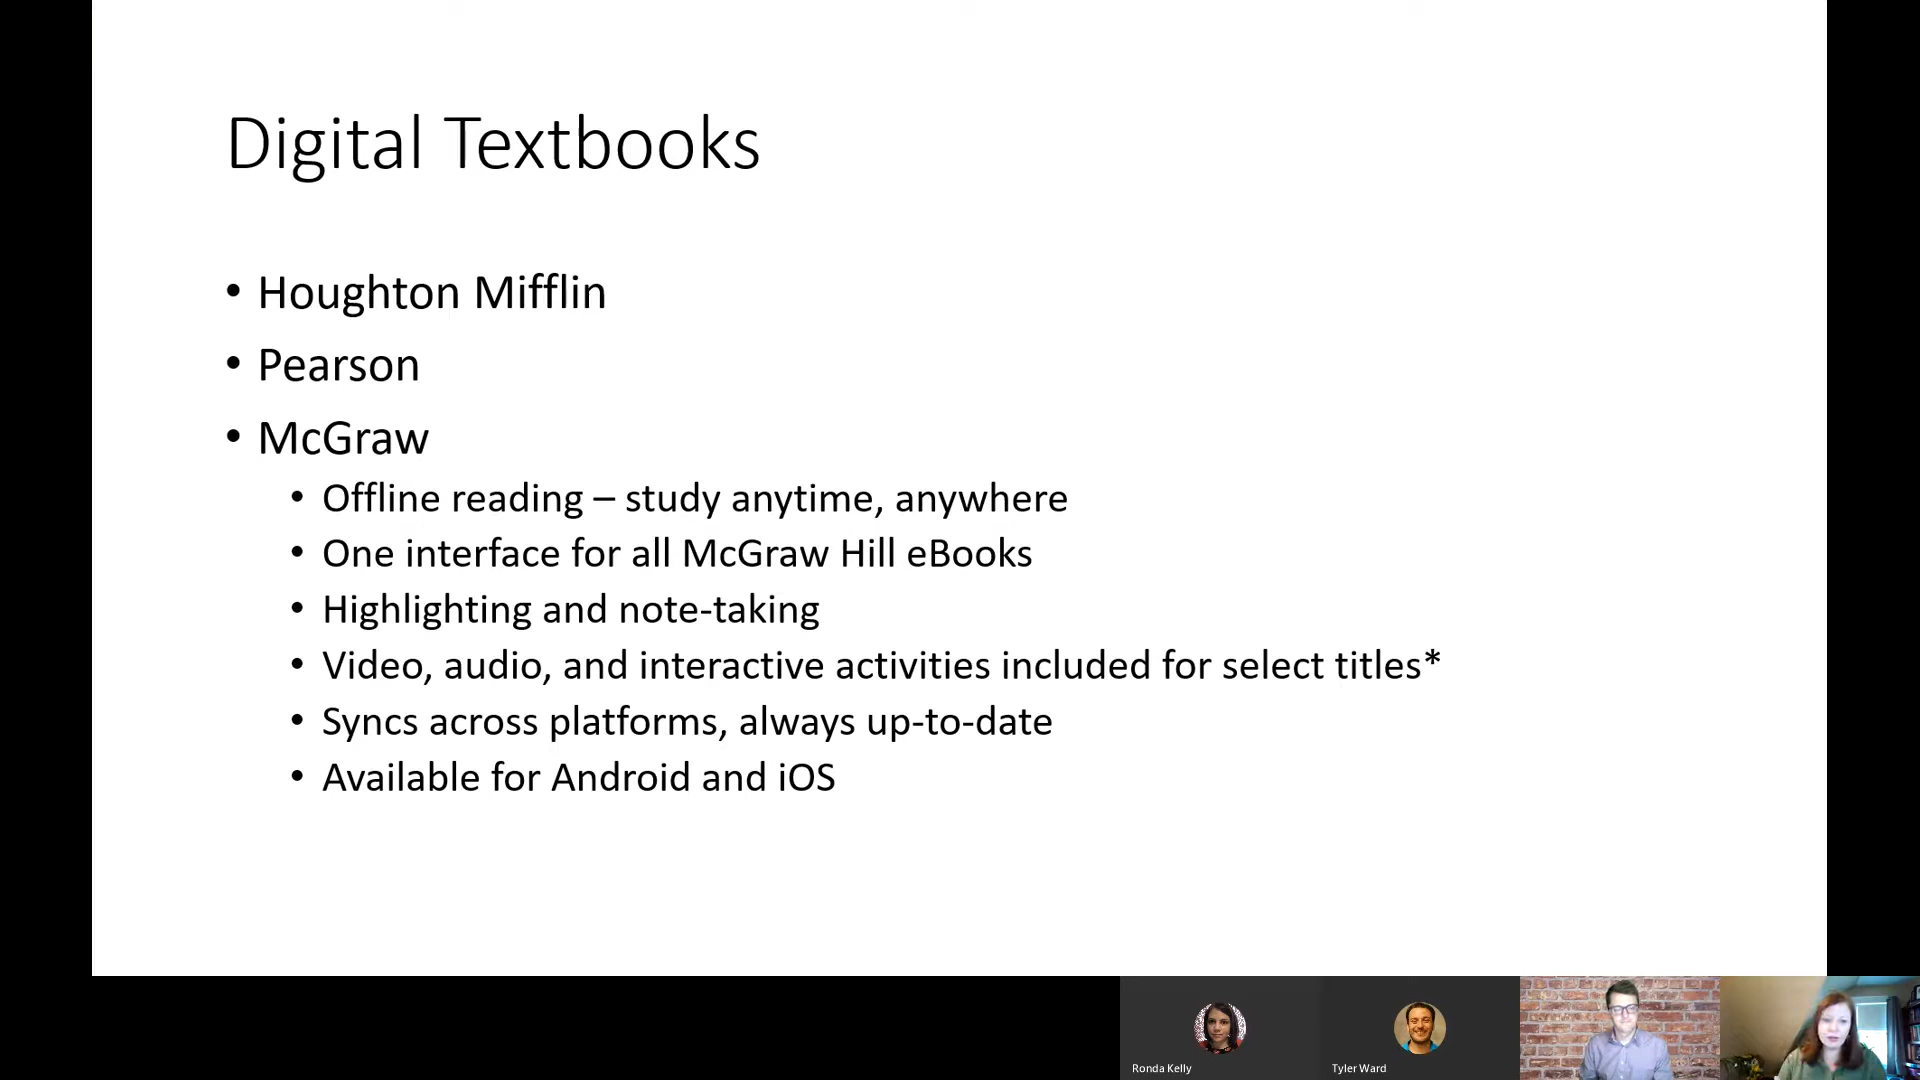 Digital Textbooks
• Houghton Mifflin
• Pearson
• McGraw
• Offline reading – study anytime, anywhere
• One interface for all McGraw Hill eBooks
• Highlighting and note-taking
• Video, audio, and interactive activities included for select titles*
• Syncs across platforms, always up-to-date
• Available for Android and iOS
Ronda Kelly
Tyler Ward